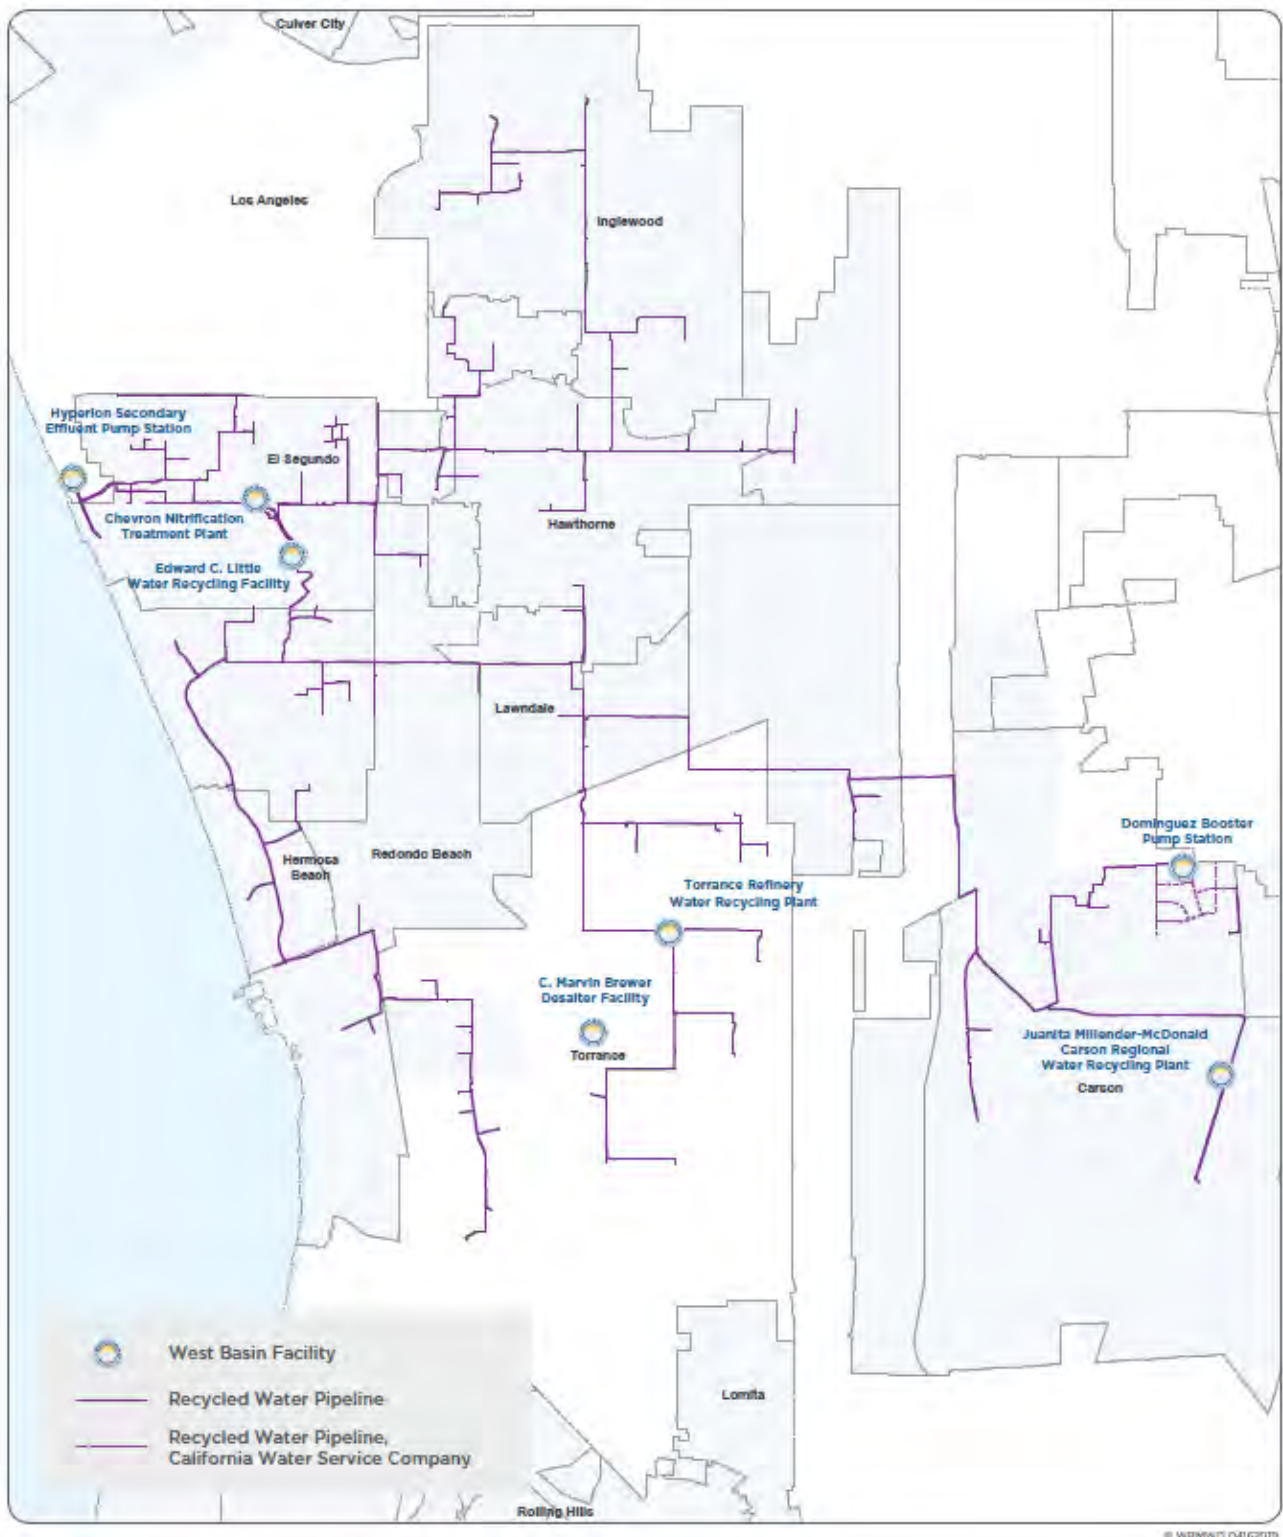 Culver City
Los Angeles
Inglewood
Hyperion Secondary
Effluent Pump Station
El Segundo
Chevron Nitrification
Treatment Plant
Hawthorne
Edward C. Little
Water Recycling Facility
Lawndale
Dominguez Booster
Pump Station
Hermosa
Beach
Redondo Beach
Torrance Refinery
Water Recycling Plant
C. Marvin Brewer
Desalter Facility
Torrance
Juanita Millender-McDonald
Carson Regional
Water Recycling Plant
Carson
West Basin Facility
Recycled Water Pipeline
Recycled Water Pipeline,
California Water Service Company
Lomita
Rolling Hills